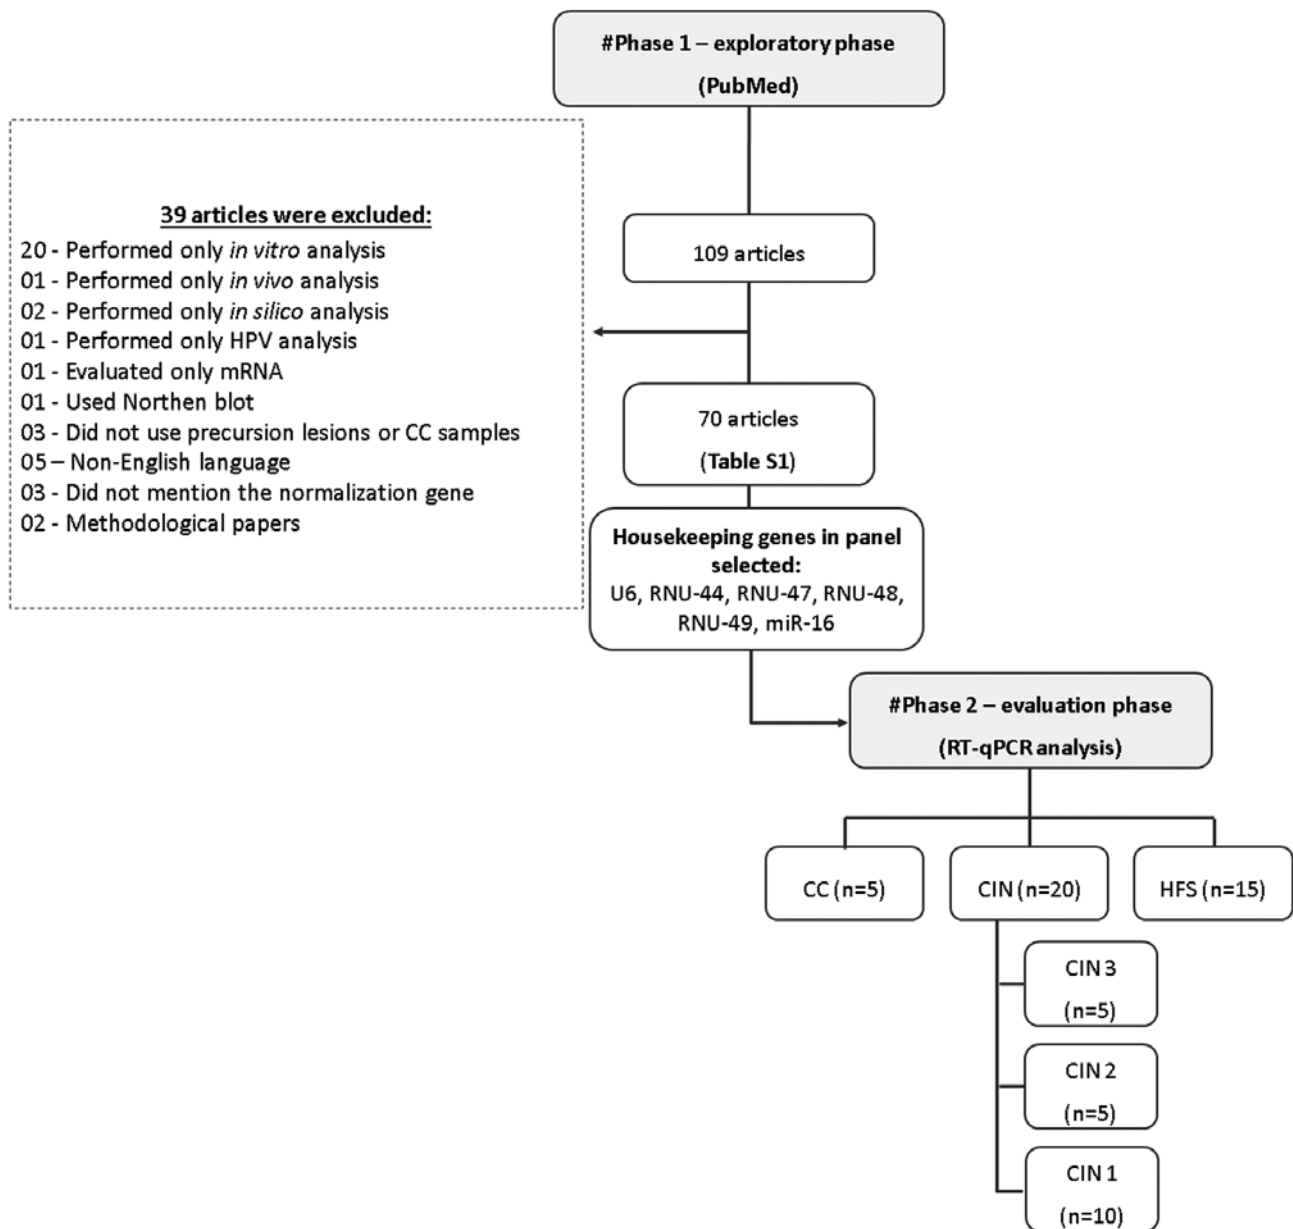 #Phase 1 – exploratory phase
(PubMed)
109 articles
39 articles were excluded:
20 - Performed only in vitro analysis
01 - Performed only in vivo analysis
02 - Performed only in silico analysis
01 - Performed only HPV analysis
01 - Evaluated only mRNA
01 - Used Northen blot
03 - Did not use precursion lesions or CC samples
05 – Non-English language
03 - Did not mention the normalization gene
02 - Methodological papers
70 articles
(Table S1)
Housekeeping genes in panel
selected:
U6, RNU-44, RNU-47, RNU-48,
RNU-49, miR-16
#Phase 2 – evaluation phase
(RT-qPCR analysis)
CC (n=5)
CIN (n=20)
HFS (n=15)
CIN 3
(n=5)
CIN 2
(n=5)
CIN 1
(n=10)